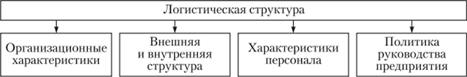 Логистическая структура
Организационные
характеристики
Внешняя
и внутренняя
структура
Характеристики
персонала
Политика
руководства
предприятия